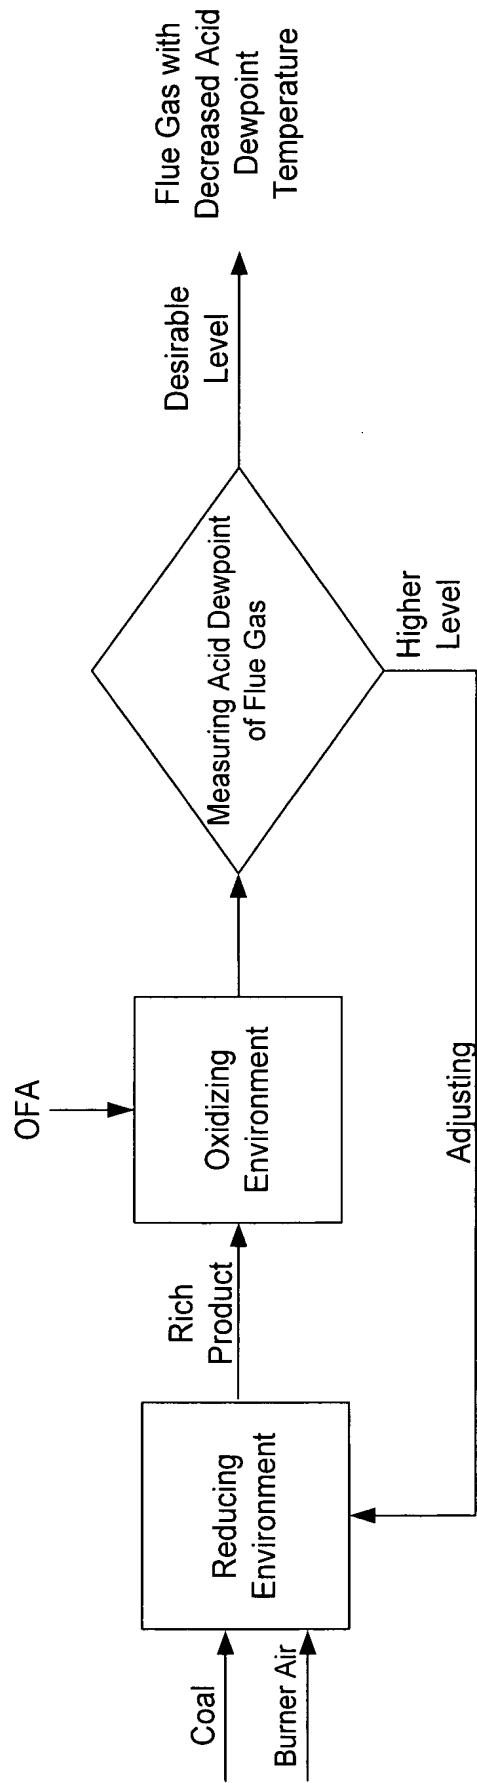 Coal
Burner Air
Reducing
Environment
Rich
Product
OFA
Oxidizing
Environment
Measuring Acid Dewpoint
of Flue Gas
Higher
Level
Adjusting
Desirable
Level
Flue Gas with
Decreased Acid
Dewpoint
Temperature